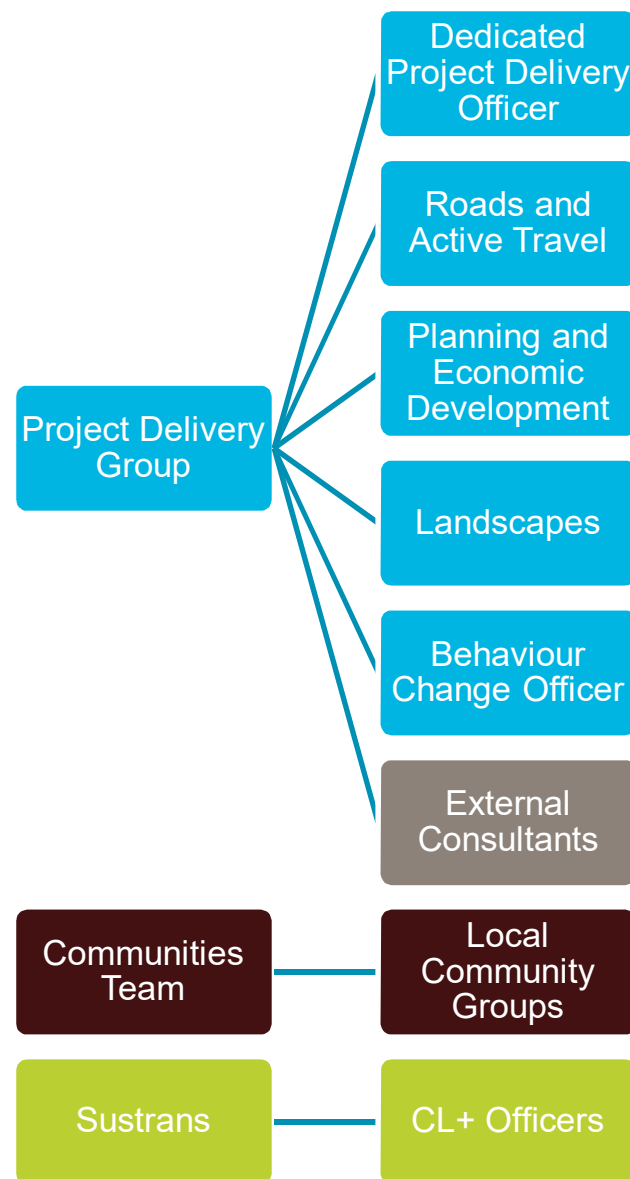 Dedicated
Project Delivery
Officer
Roads and
Active Travel
Planning and
Economic
Development
Project Delivery
Group
Landscapes
Behaviour
Change Officer
External
Consultants
Communities
Team
Local
Community
Groups
Sustrans
CL+ Officers